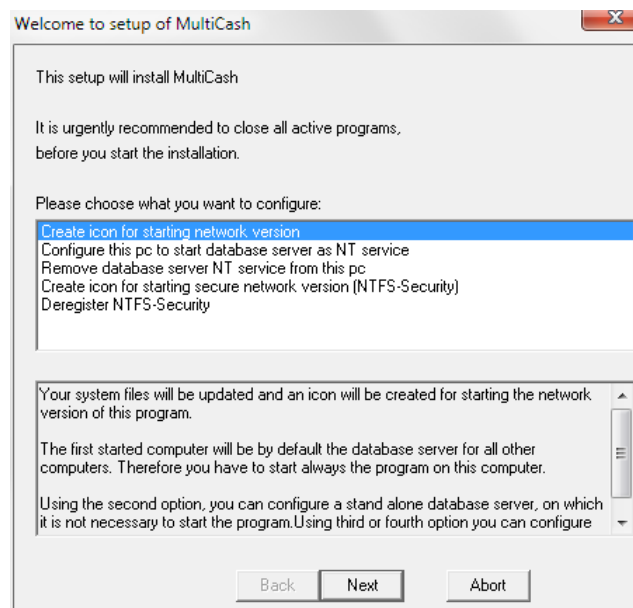 Welcome to setup of MultiCash
This setup will install MultiCash
It is urgently recommended to close all active programs,
before you start the installation.
Please choose what you want to configure:
Create icon for starting network version
Configure this pc to start database server as NT service
Remove database server NT service from this pc
Create icon for starting secure network version (NTFS-Security)
Deregister NTFS-Security
Your system files will be updated and an icon will be created for starting the network
version of this program.
The first started computer will be by default the database server for all other
computers. Therefore you have to start always the program on this computer.
Using the second option, you can configure a stand alone database server, on which
it is not necessary to start the program.Using third or fourth option you can configure
Back
Next
Abort